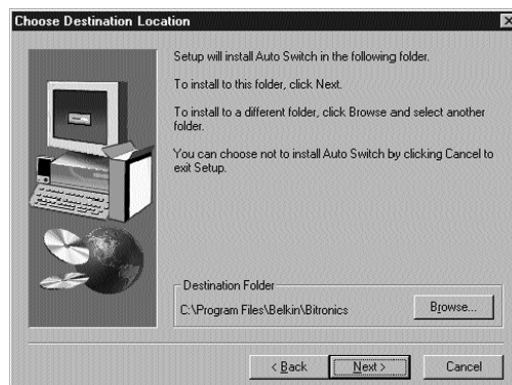 Choose Destination Location
Setup will install Auto Switch in the following folder.
To install to this folder, click Next.
To install to a different folder, click Browse and select another
folder.
You can choose not to install Auto Switch by clicking Cancel to
exit Setup.
Destination Folder
C:\Program Files\Belkin\Bitronics
Browse...
< Back
Next >
Cancel